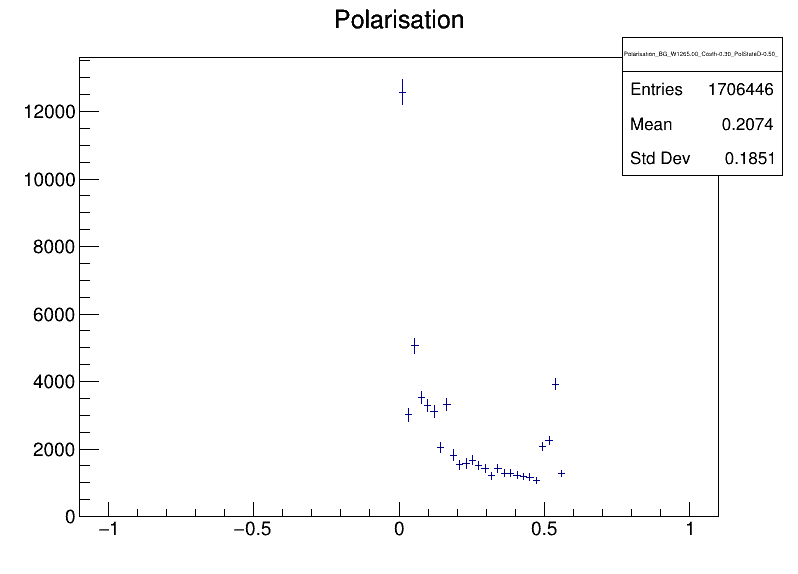 Polarisation
Polarisation_BG_W1265.00_Costh-0.30_PolStateD-0.50_
Entries 1706446
Mean 0.2074
Std Dev 0.1851
12000
10000
8000
6000
4000
2000
0
−1 −0.5 0 0.5 1